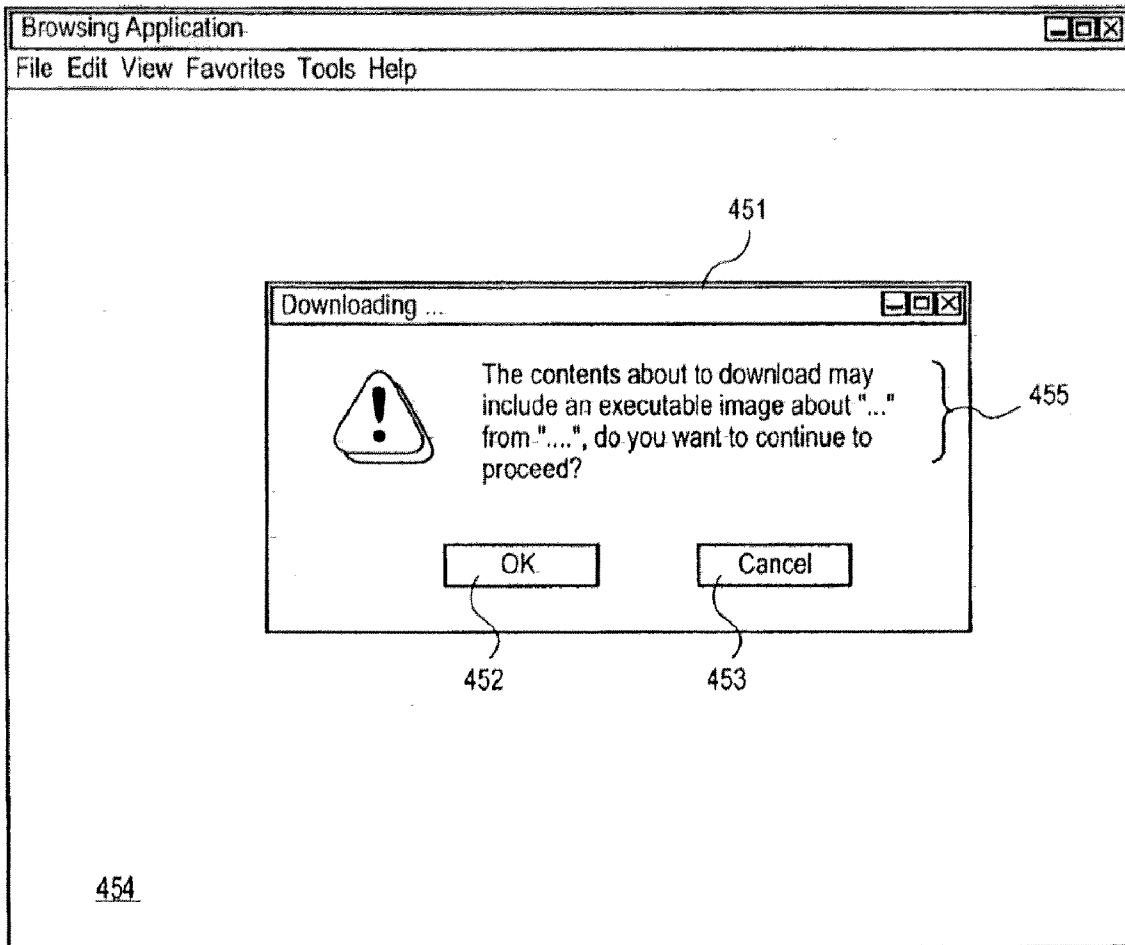 Browsing Application
File Edit View Favorites Tools Help
451
Downloading ...
The contents about to download may
include an executable image about "..."
from "....", do you want to continue to
proceed?
455
OK
Cancel
452
453
454